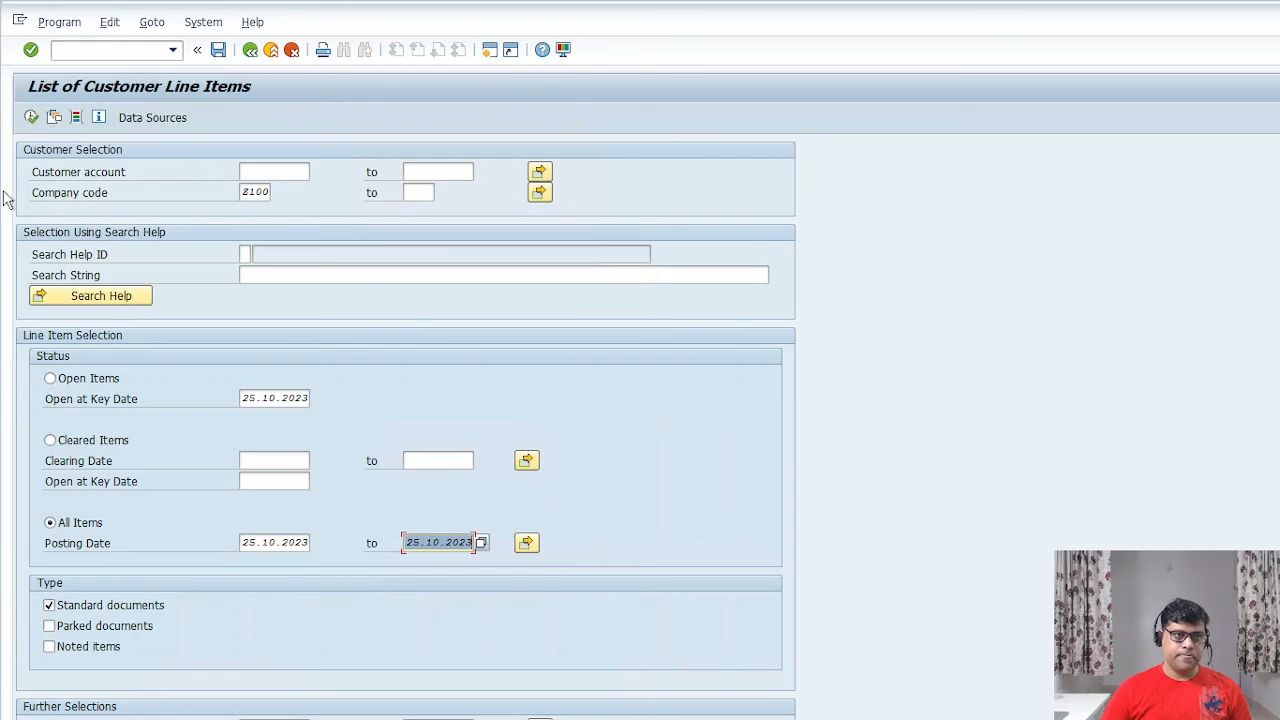 Program Edit Goto System Help
List of Customer Line Items
Data Sources
Customer Selection
Customer account to
Company code Z100 to
Selection Using Search Help
Search Help ID
Search String
Search Help
Line Item Selection
Status
Open Items
Open at Key Date 25.10.2023
Cleared Items
Clearing Date to
Open at Key Date
All Items
Posting Date 25.10.2023 to 25.10.2023
Type
Standard documents
Parked documents
Noted items
Further Selections